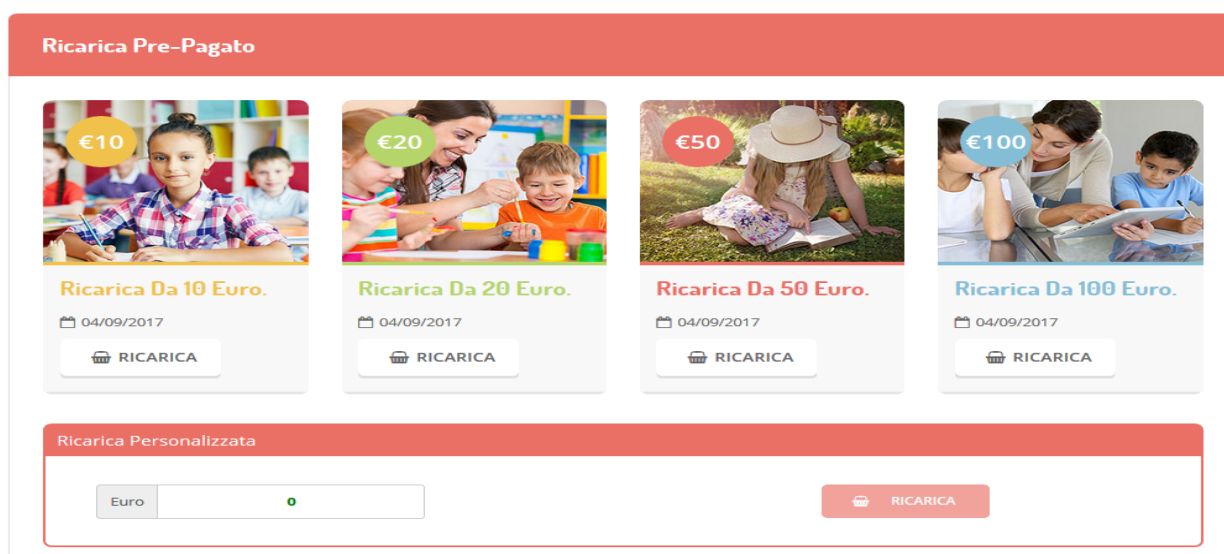 Ricarica Pre-Pagato
€10
€20
€50
€100
Ricarica Da 10 Euro.
Ricarica Da 20 Euro.
Ricarica Da 50 Euro.
Ricarica Da 100 Euro.
04/09/2017
04/09/2017
04/09/2017
04/09/2017
RICARICA
RICARICA
RICARICA
RICARICA
Ricarica Personalizzata
Euro
0
RICARICA